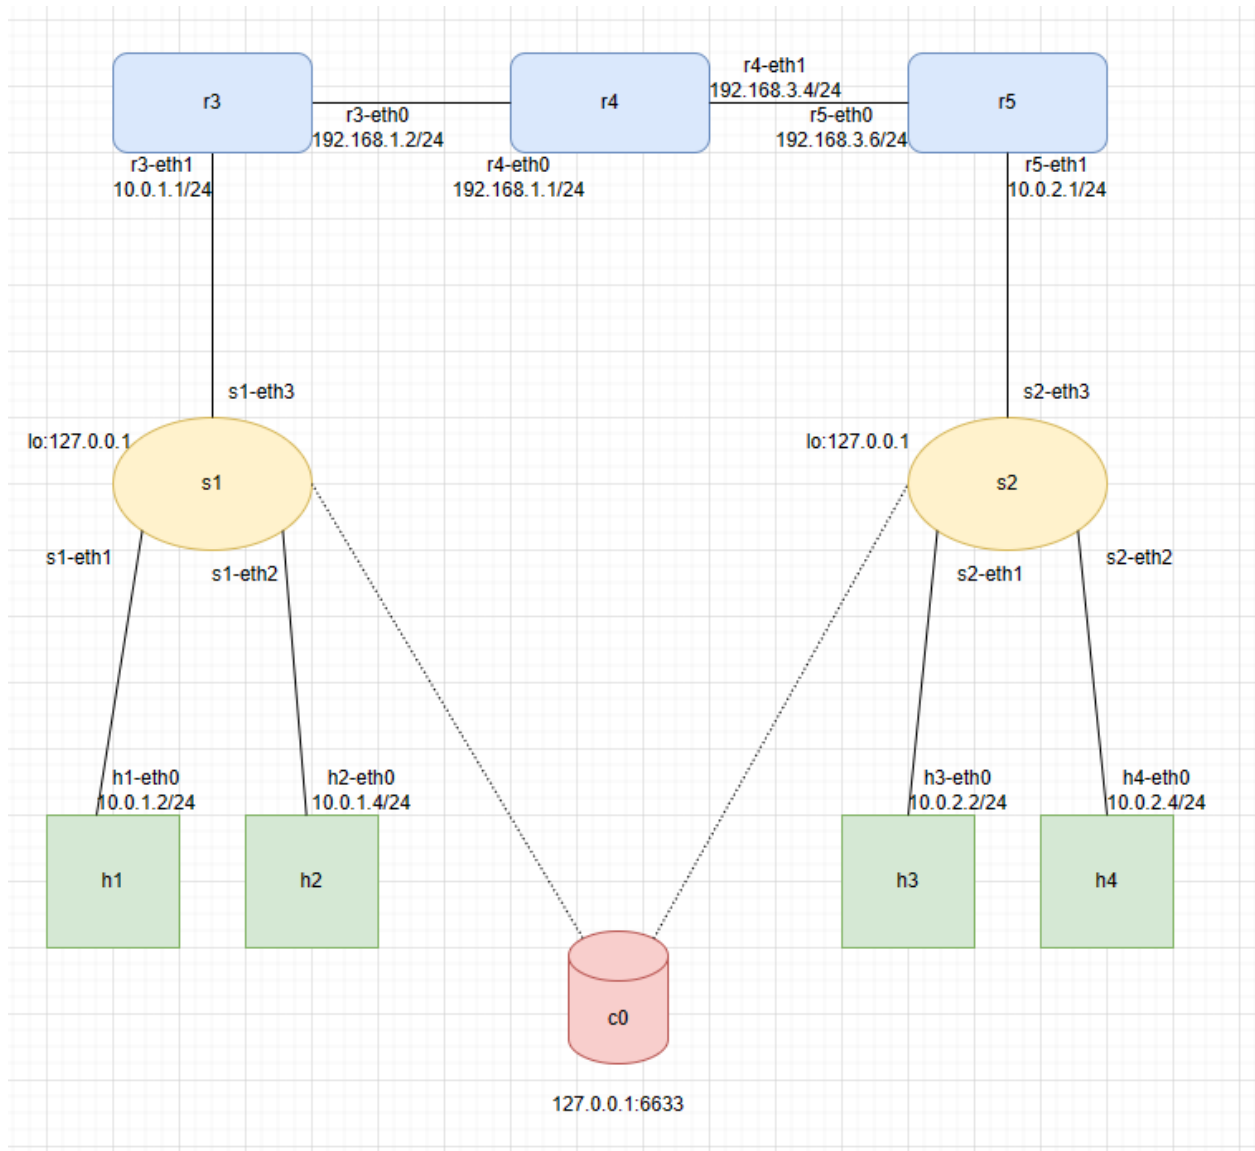 r3
r4
r5
r4-eth1
192.168.3.4/24
r3-eth0
192.168.1.2/24
r5-eth0
192.168.3.6/24
r3-eth1
10.0.1.1/24
r4-eth0
192.168.1.1/24
r5-eth1
10.0.2.1/24
s1-eth3
s2-eth3
lo:127.0.0.1
lo:127.0.0.1
s1
s2
s1-eth1
s1-eth2
s2-eth1
s2-eth2
h1-eth0
10.0.1.2/24
h2-eth0
10.0.1.4/24
h3-eth0
10.0.2.2/24
h4-eth0
10.0.2.4/24
h1
h2
h3
h4
c0
127.0.0.1:6633